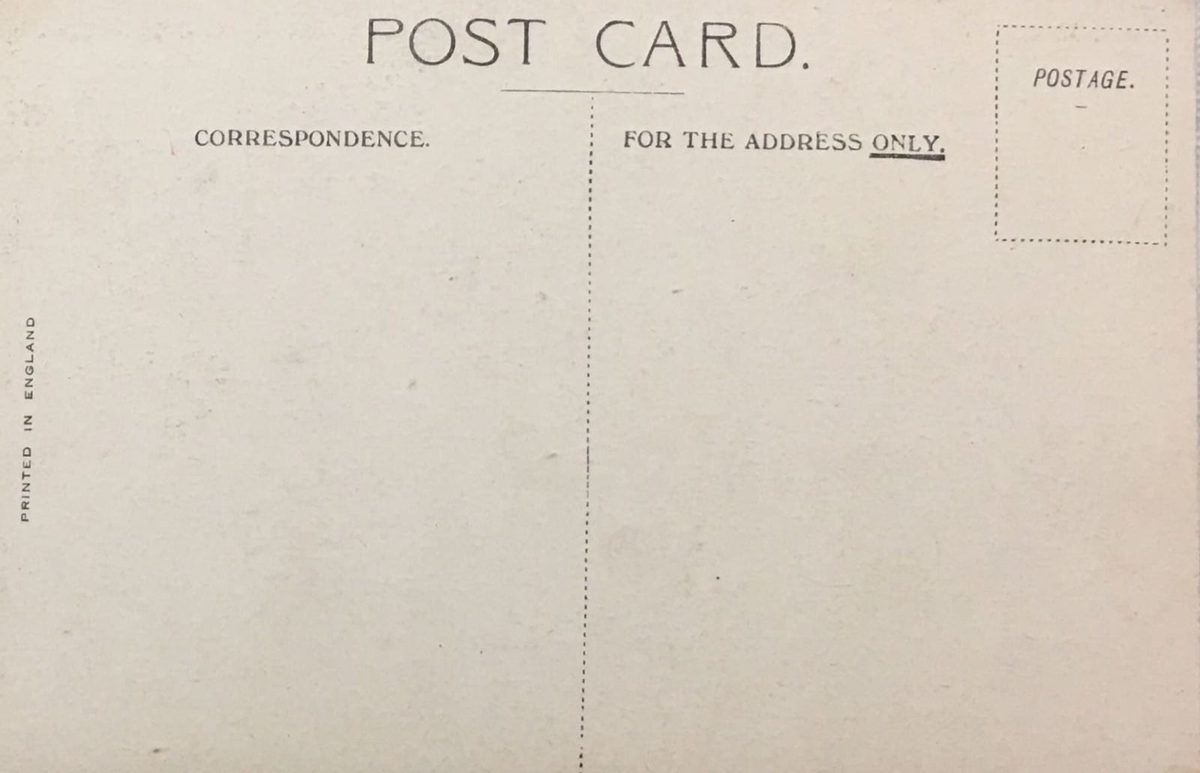 POST CARD.
POSTAGE.
CORRESPONDENCE.
FOR THE ADDRESS ONLY.
PRINTED IN ENGLAND